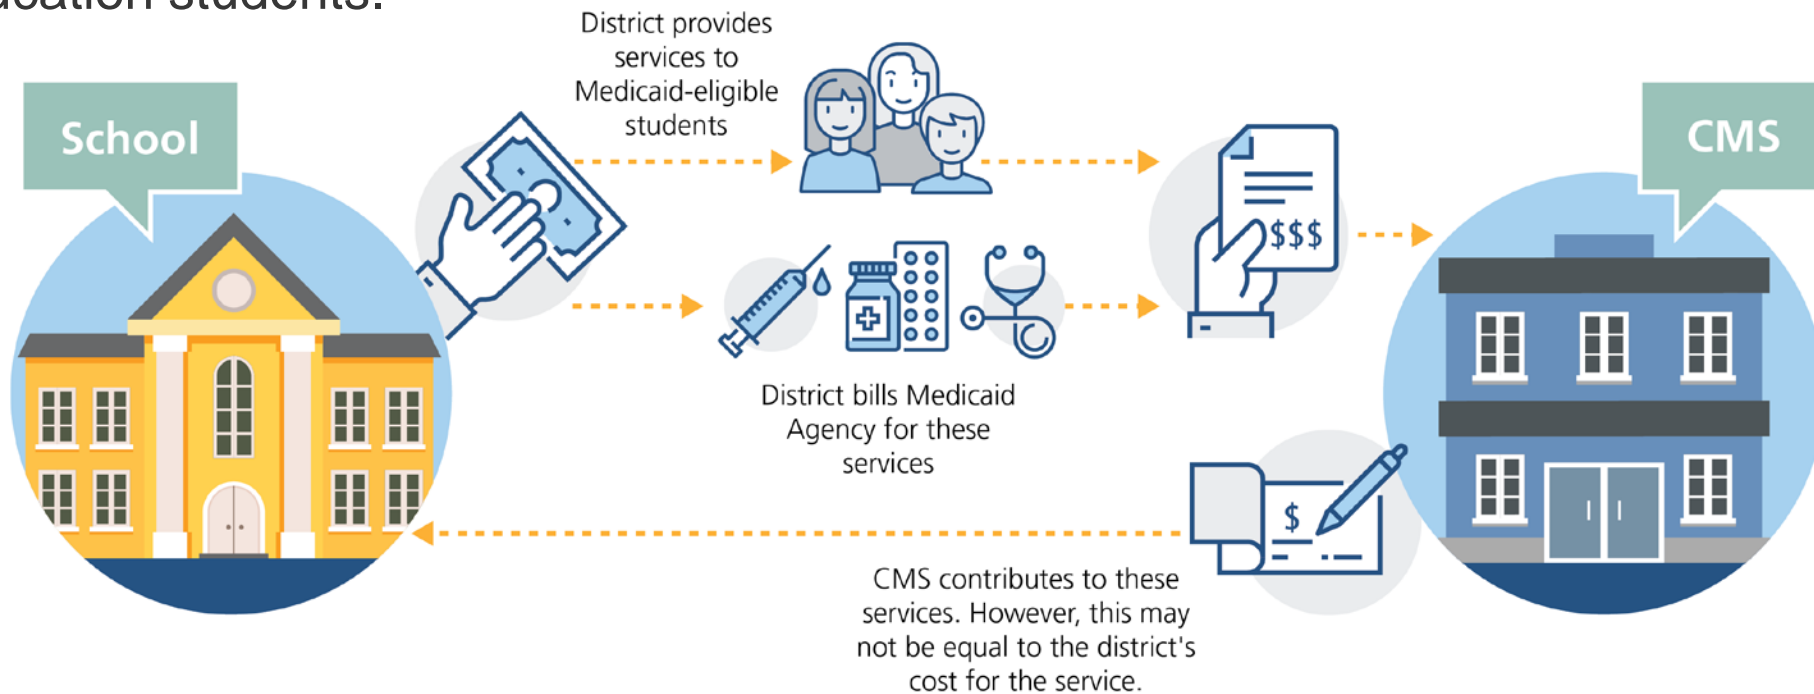 students.
School
District provides
services to
Medicaid-eligible
students
$$$
CMS
District bills Medicaid
Agency for these
services
$
CMS contributes to these
services. However, this may
not be equal to the district's
cost for the service.